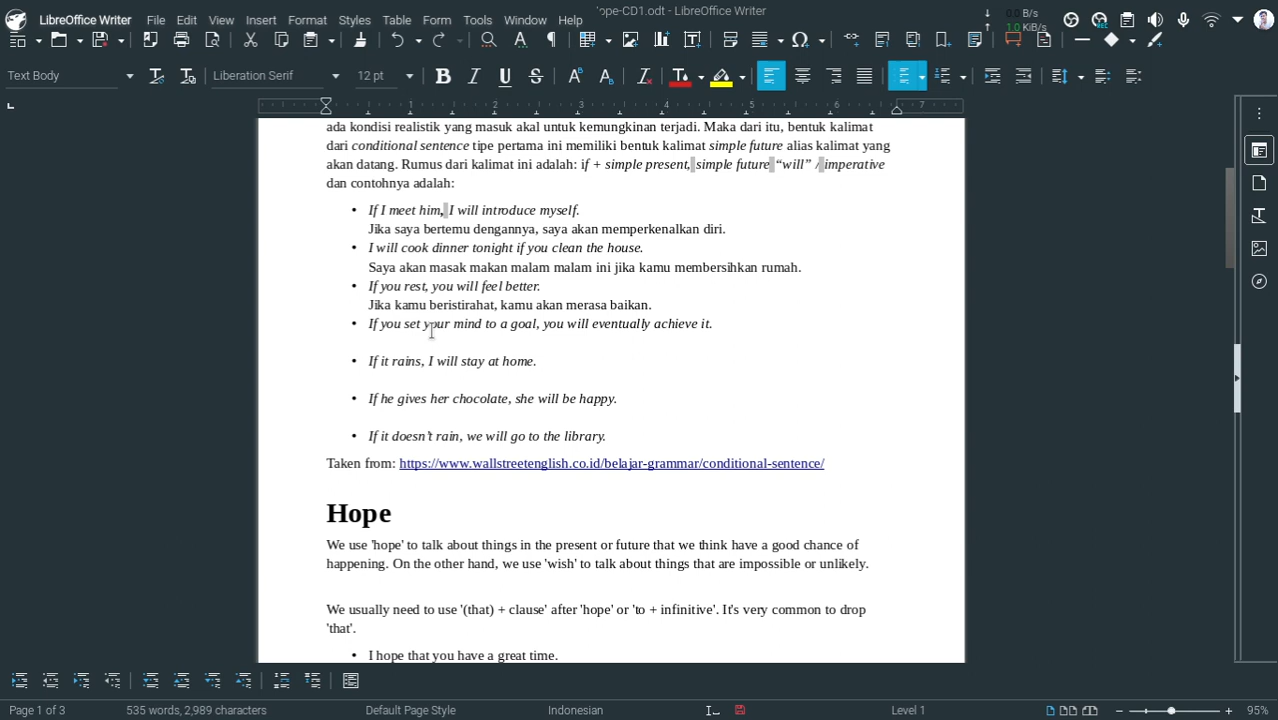 LibreOffice Writer File Edit View Insert Format Styles Table Form Tools Window Help
'ope-CD1.odt - LibreOffice Writer
0.0 B/s
1.0 KiB/s
Text Body
Liberation Serif
12 pt
1 2 3 4 5 6 7
ada kondisi realistik yang masuk akal untuk kemungkinan terjadi. Maka dari itu, bentuk kalimat
dari conditional sentence tipe pertama ini memiliki bentuk kalimat simple future alias kalimat yang
akan datang. Rumus dari kalimat ini adalah: if + simple present, simple future “will” / imperative
dan contohnya adalah:
• If I meet him, I will introduce myself.
Jika saya bertemu dengannya, saya akan memperkenalkan diri.
• I will cook dinner tonight if you clean the house.
Saya akan masak makan malam malam ini jika kamu membersihkan rumah.
• If you rest, you will feel better.
Jika kamu beristirahat, kamu akan merasa baikan.
• If you set your mind to a goal, you will eventually achieve it.
• If it rains, I will stay at home.
• If he gives her chocolate, she will be happy.
• If it doesn’t rain, we will go to the library.
Taken from: https://www.wallstreetenglish.co.id/belajar-grammar/conditional-sentence/
Hope
We use 'hope' to talk about things in the present or future that we think have a good chance of
happening. On the other hand, we use 'wish' to talk about things that are impossible or unlikely.
We usually need to use '(that) + clause' after 'hope' or 'to + infinitive'. It's very common to drop
'that'.
• I hope that you have a great time.
Page 1 of 3
535 words, 2,989 characters
Default Page Style
Indonesian
Level 1
95%